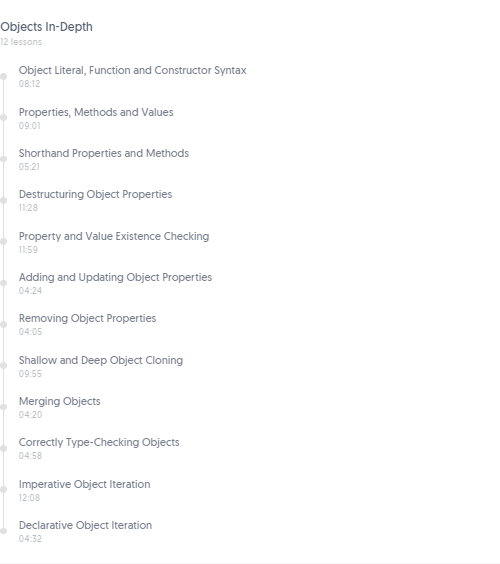 Objects In-Depth
12 lessons
Object Literal, Function and Constructor Syntax
08:12
Properties, Methods and Values
09:01
Shorthand Properties and Methods
05:21
Destructuring Object Properties
11:28
Property and Value Existence Checking
11:59
Adding and Updating Object Properties
04:24
Removing Object Properties
04:05
Shallow and Deep Object Cloning
09:55
Merging Objects
04:20
Correctly Type-Checking Objects
04:58
Imperative Object Iteration
12:08
Declarative Object Iteration
04:32